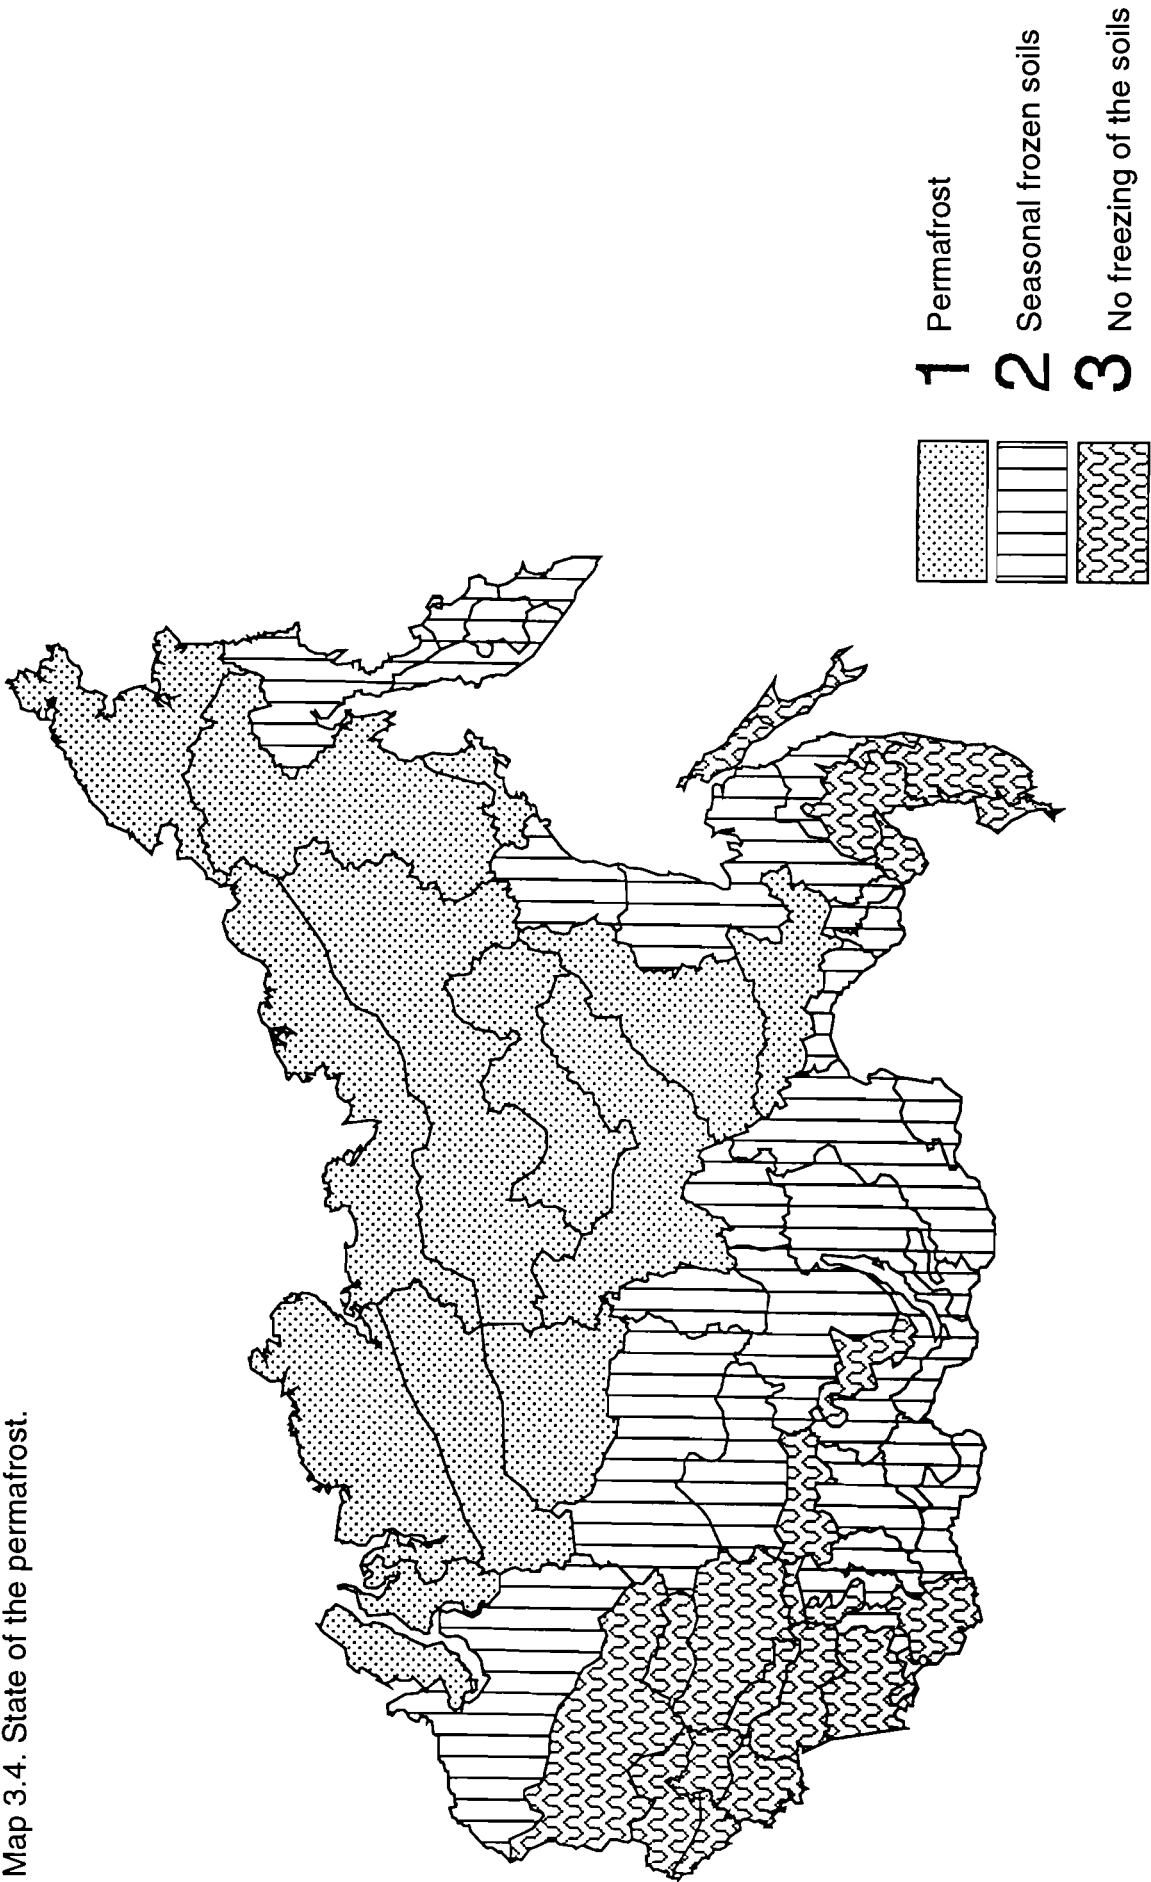 Map 3.4. State of the permafrost.
1 Permafrost
2 Seasonal frozen soils
3 No freezing of the soils